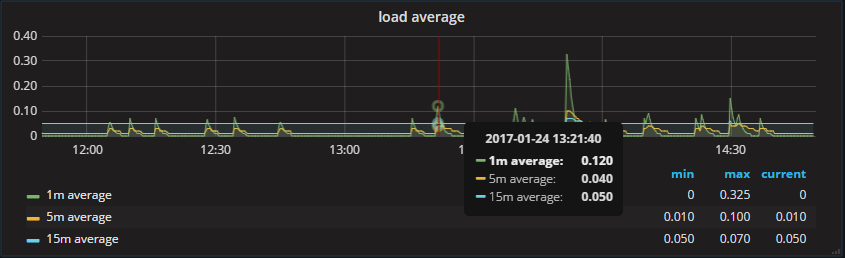 load average
0.40
0.30
0.20
0.10
0
12:00 12:30 13:00 1 14:30
2017-01-24 13:21:40
1m average: 0.120
5m average: 0.040
15m average: 0.050
min max current
1m average 0 0.325 0
5m average 0.010 0.100 0.010
15m average 0.050 0.070 0.050